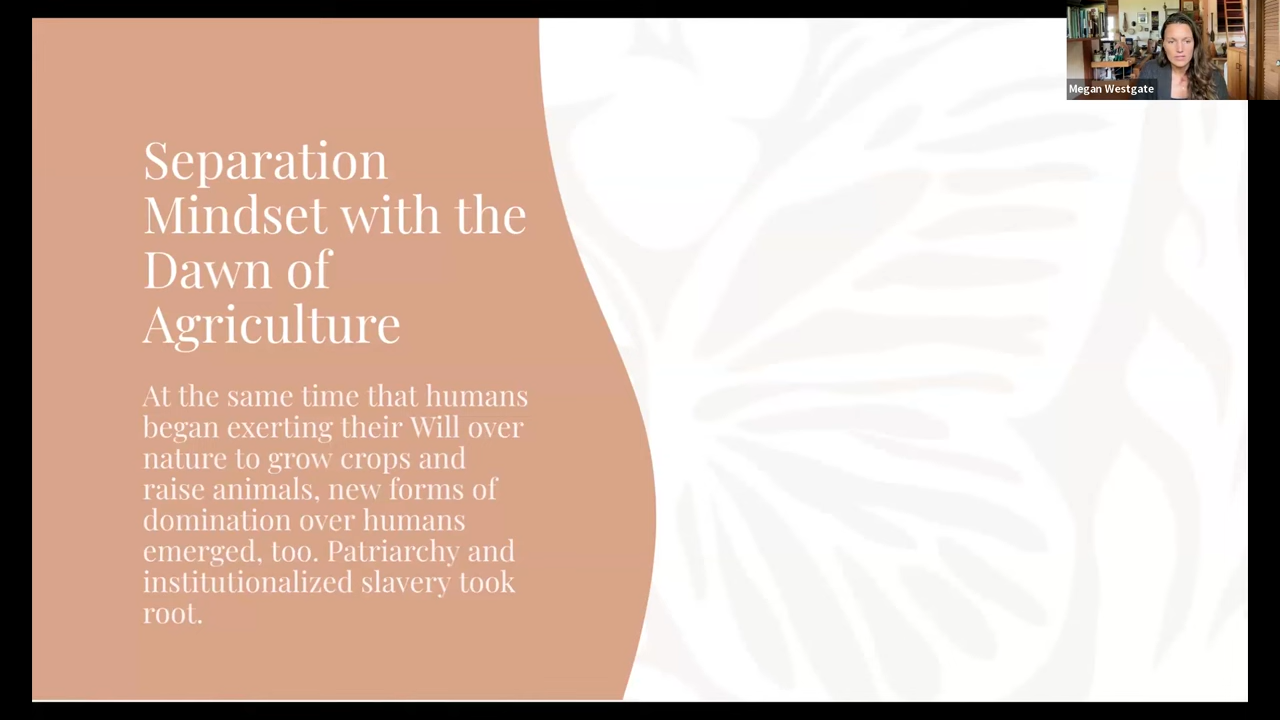 Megan Westgate
Separation
Mindset with the
Dawn of
Agriculture
At the same time that humans
began exerting their Will over
nature to grow crops and
raise animals, new forms of
domination over humans
emerged, too. Patriarchy and
institutionalized slavery took
root.